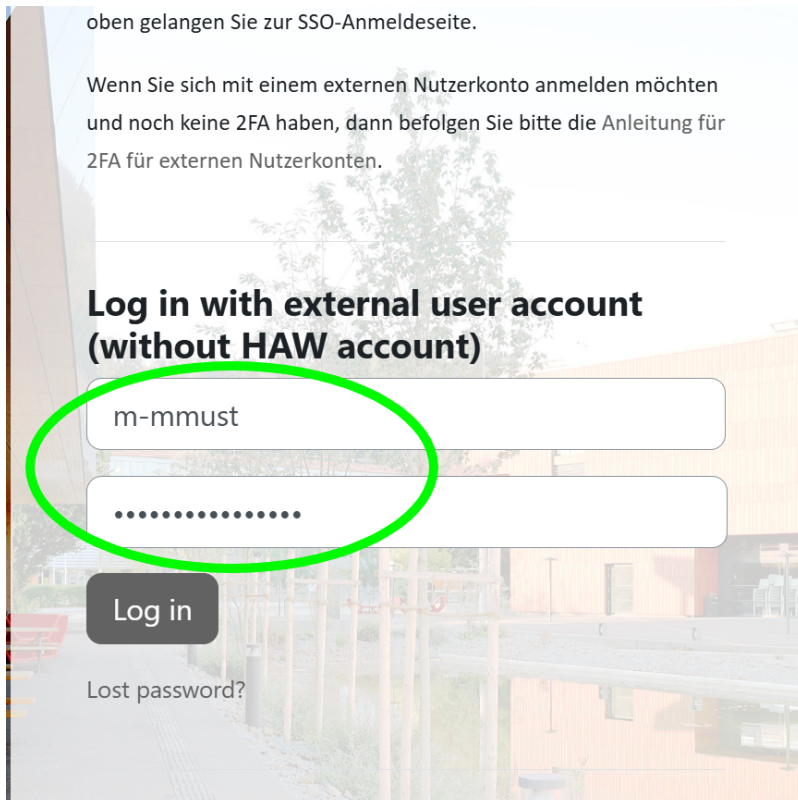 oben gelangen Sie zur SSO-Anmeldeseite.
Wenn Sie sich mit einem externen Nutzerkonto anmelden möchten
und noch keine 2FA haben, dann befolgen Sie bitte die Anleitung für
2FA für externen Nutzerkonten.
Log in with external user account
(without HAW account)
m-mmust
••••••••••••••••
Log in
Lost password?